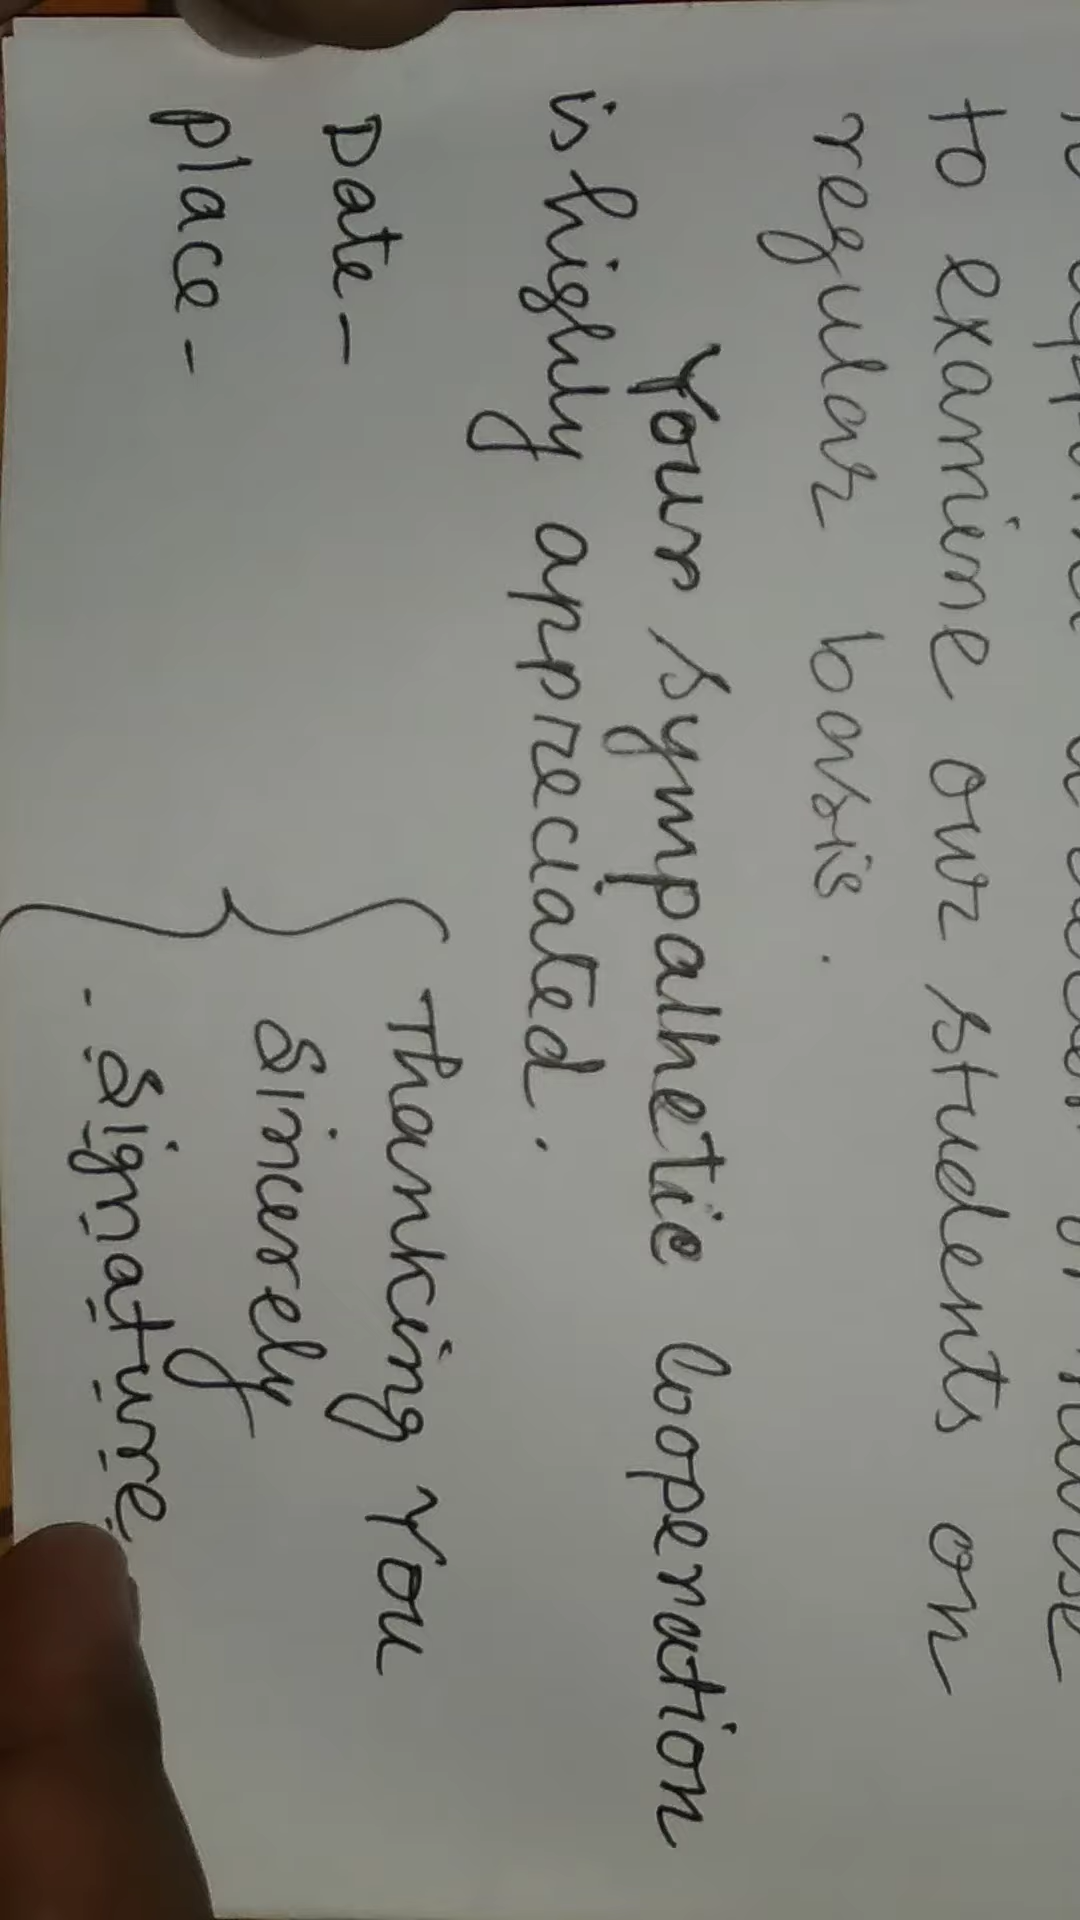 to examine our students on
regular basis.
Your sympathetic Cooperation
is highly appreciated.
Date-
Thanking You
Place-
Sincerely
Signature